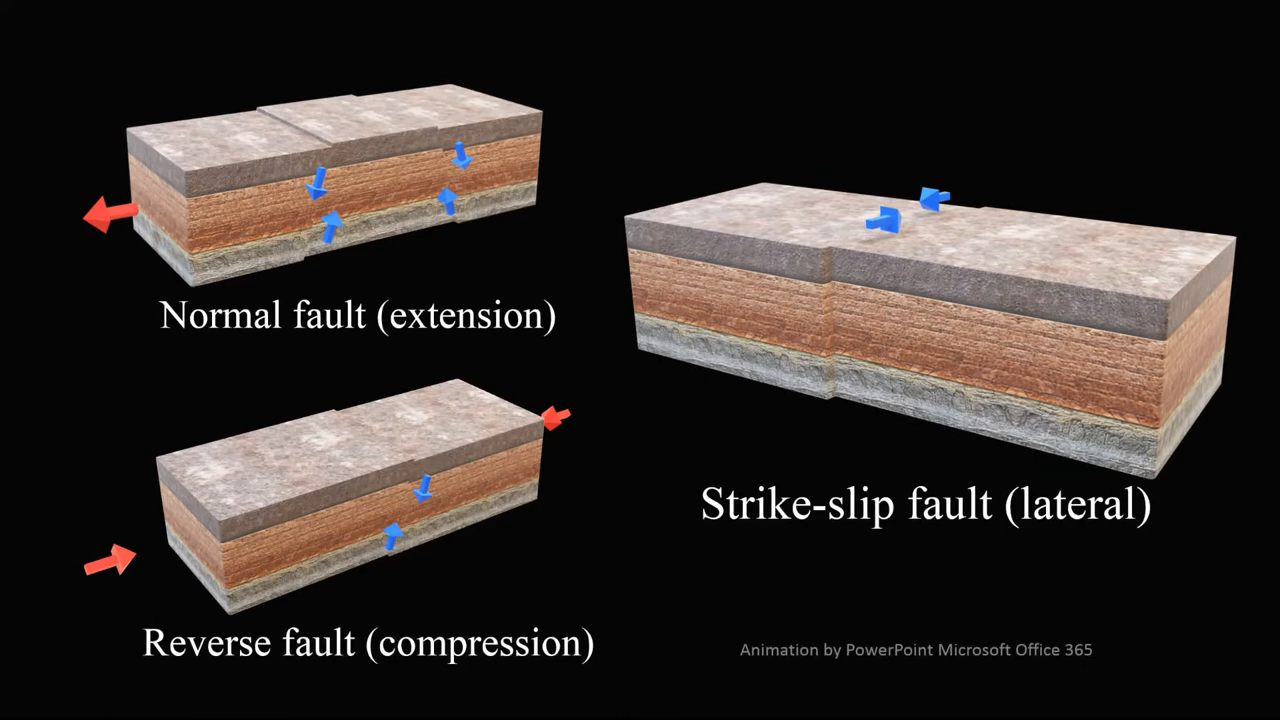 Normal fault (extension)
Reverse fault (compression)
Strike-slip fault (lateral)
Animation by PowerPoint Microsoft Office 365